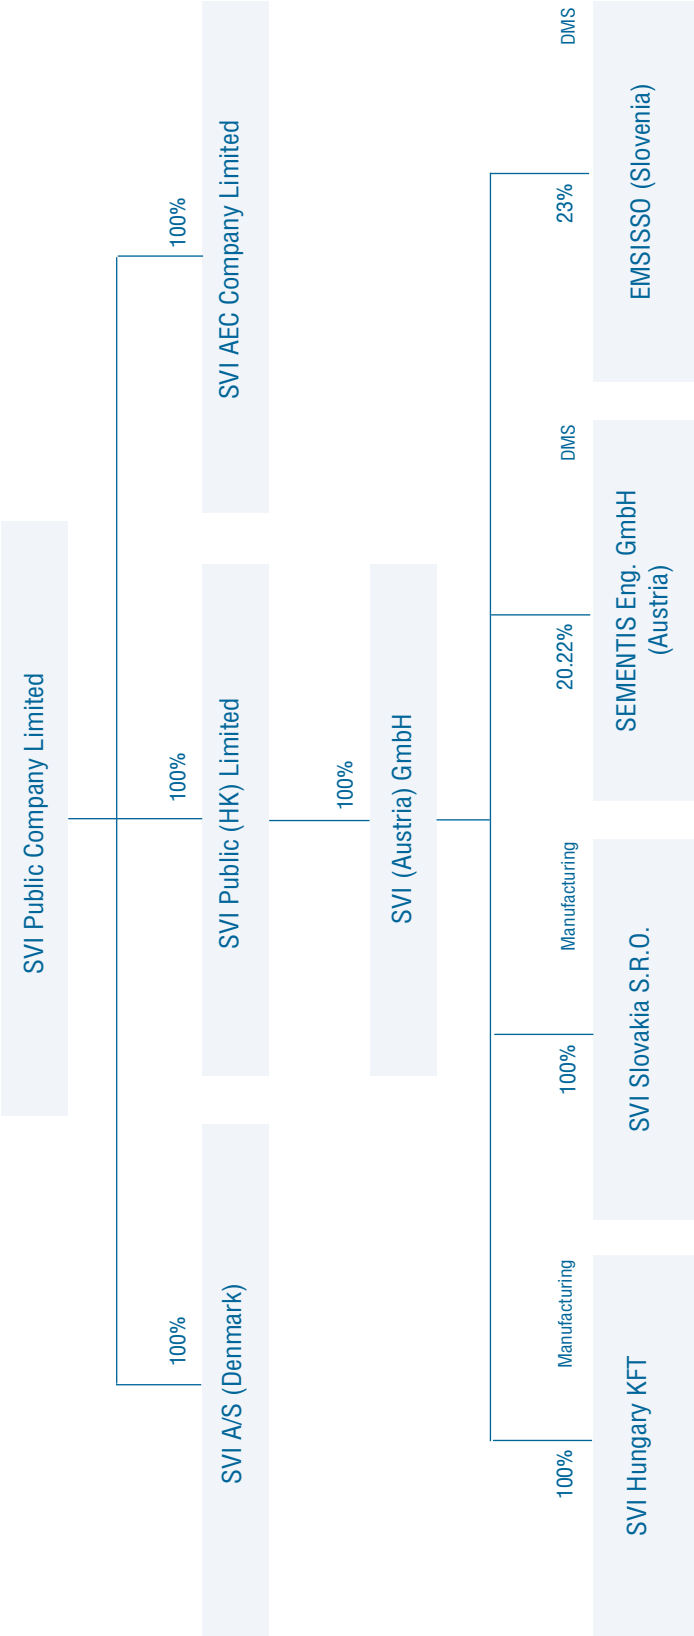 SVI Public Company Limited
100%
100%
100%
SVI A/S (Denmark)
SVI Public (HK) Limited
SVI AEC Company Limited
100%
SVI (Austria) GmbH
100%
Manufacturing
100%
Manufacturing
20.22%
DMS
23%
DMS
SVI Hungary KFT
SVI Slovakia S.R.O.
SEMENTIS Eng. GmbH
(Austria)
EMSISSO (Slovenia)